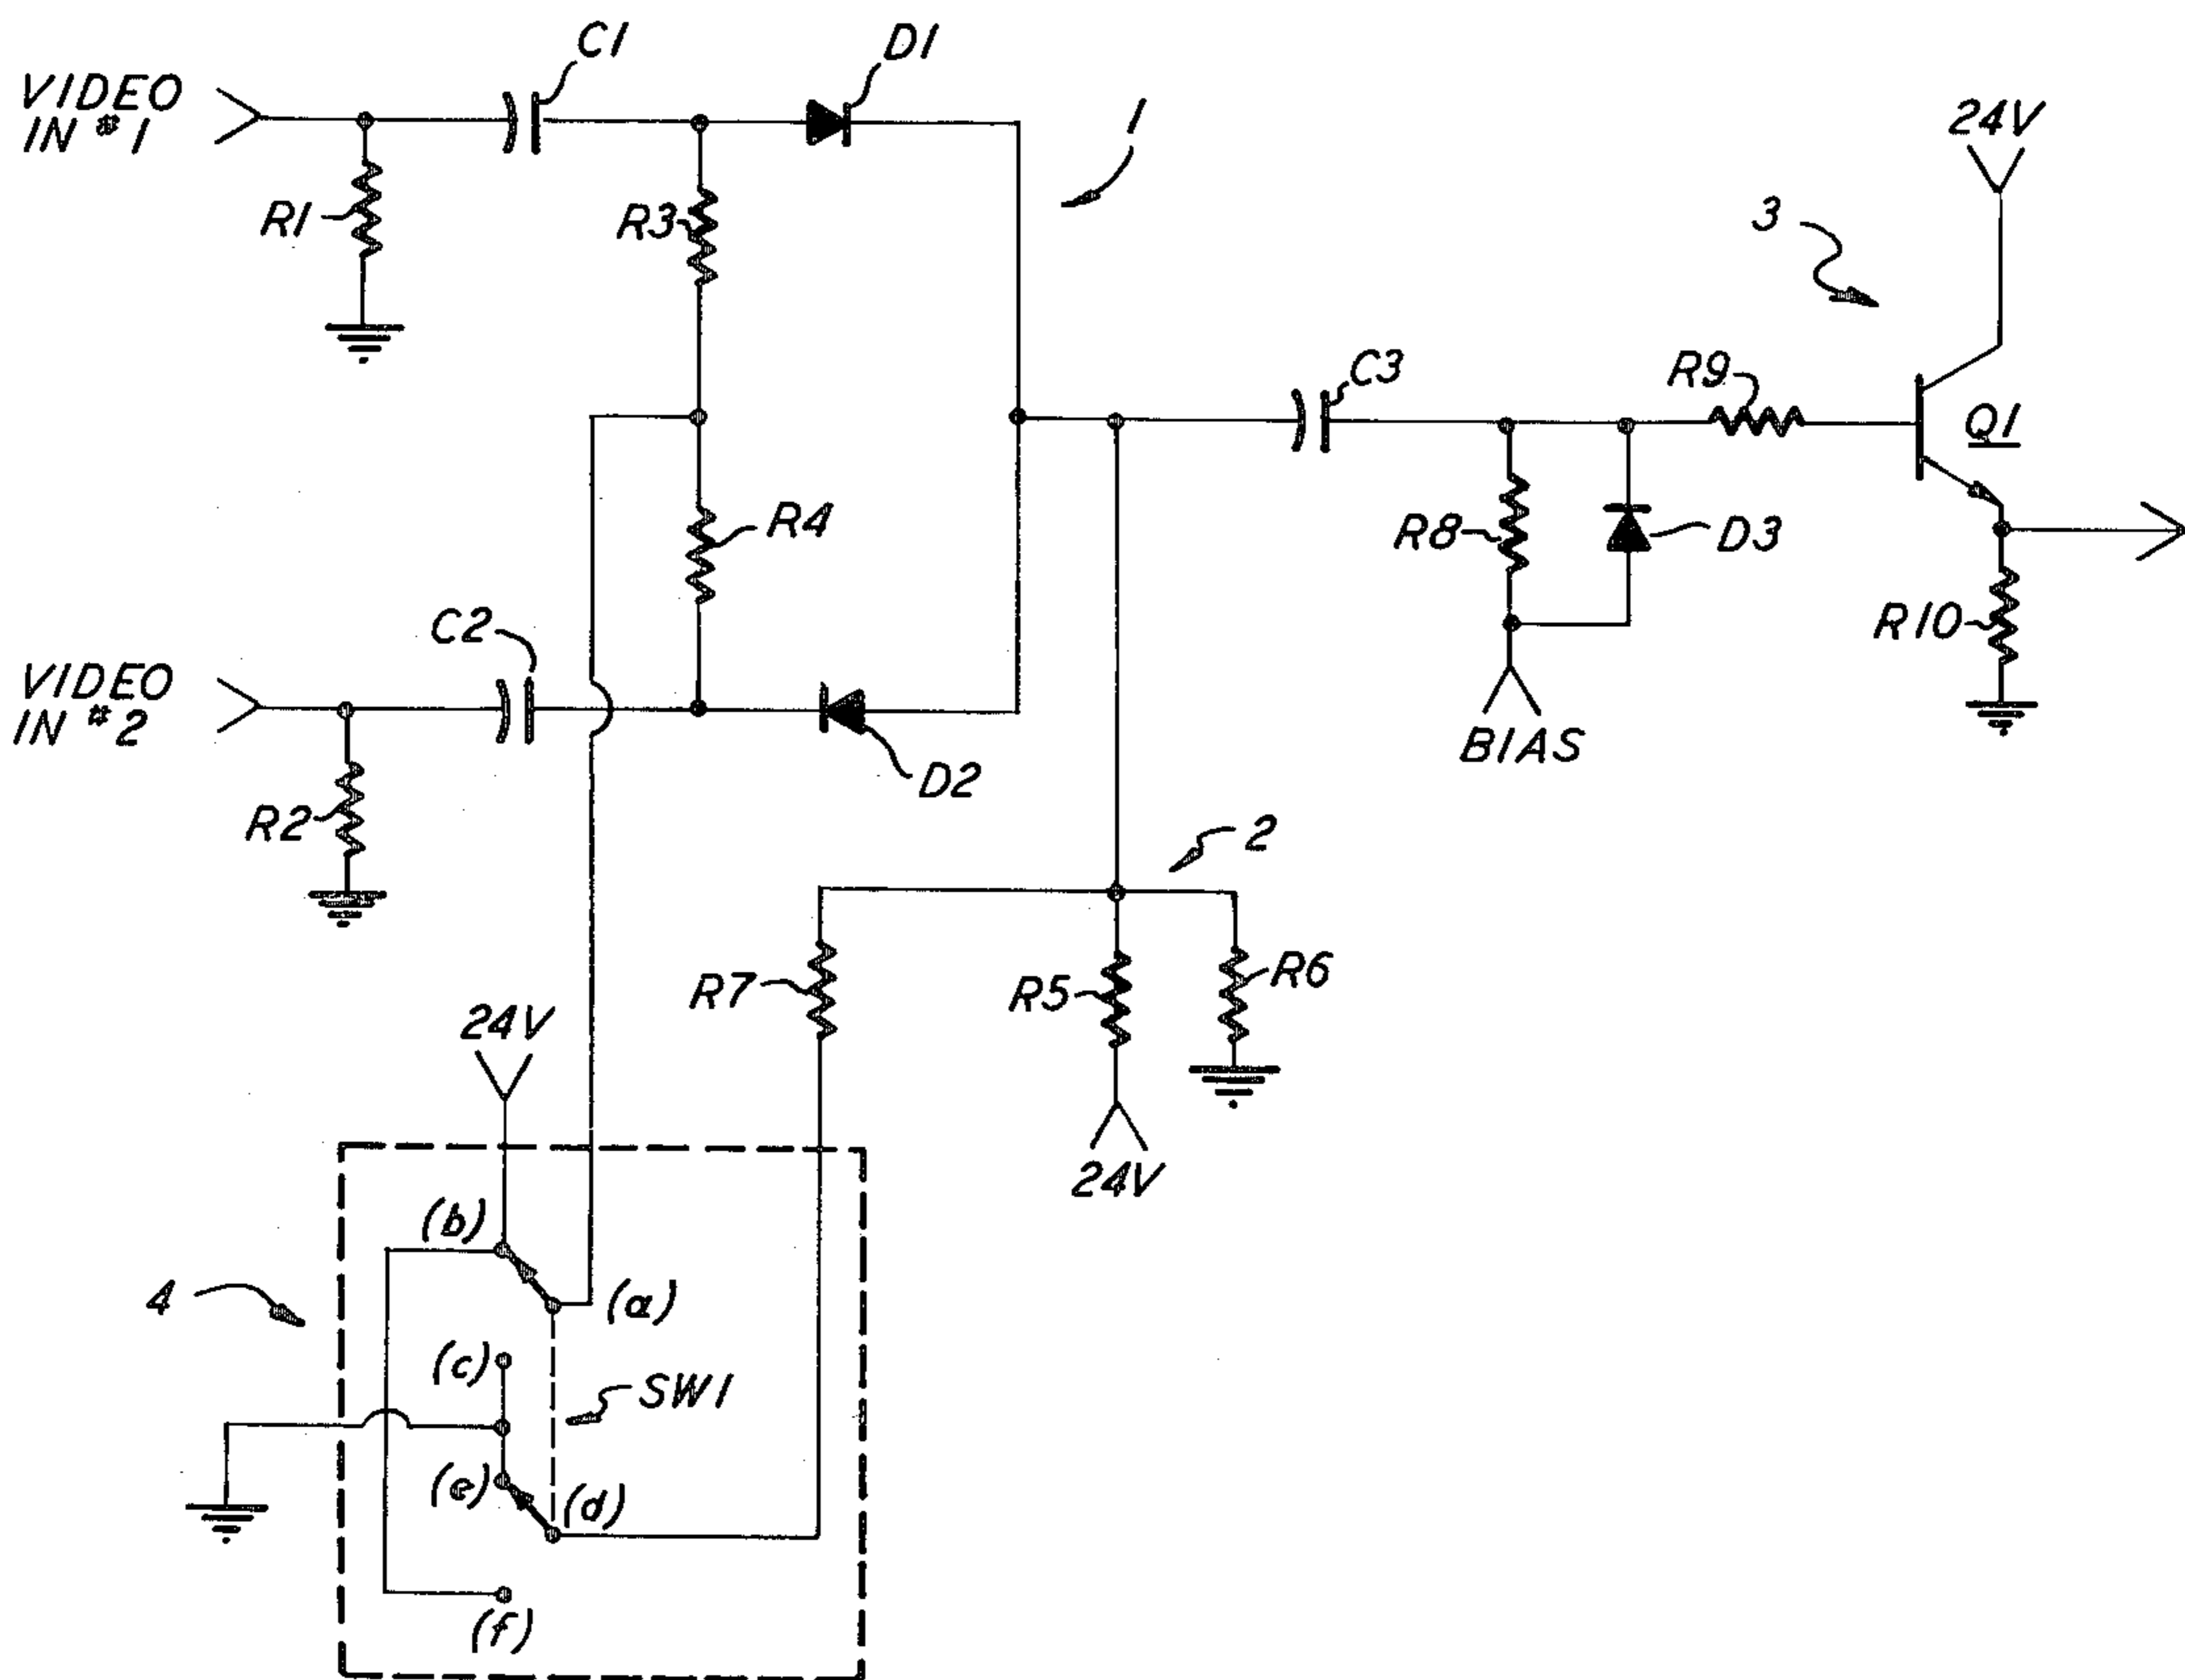 C1
D1
VIDEO
IN #1
1
24V
R1
R3
3
C3
R9
Q1
R4
R8
D3
C2
R10
VIDEO
IN #2
BIAS
D2
R2
2
R7
R5
R6
24V
24V
(b)
4
(a)
(c)
SW1
(e)
(d)
(f)